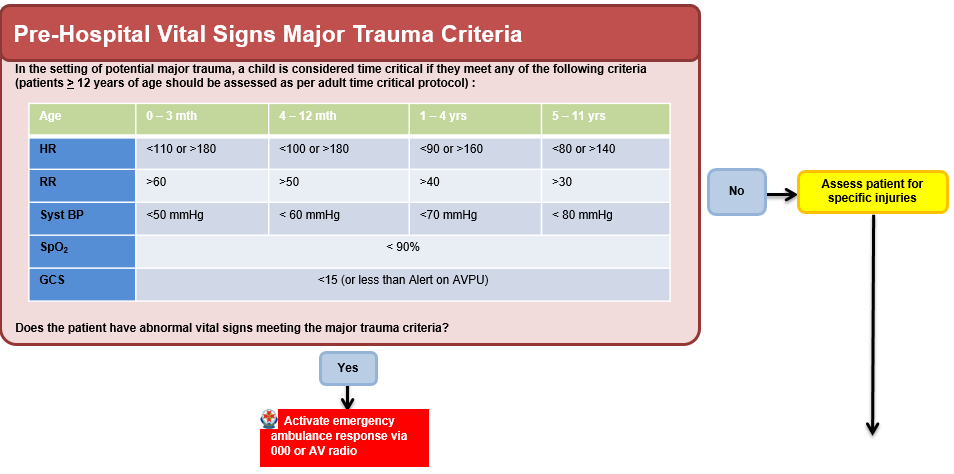 Pre-Hospital Vital Signs Major Trauma Criteria
In the setting of potential major trauma, a child is considered time critical if they meet any of the following criteria
(patients ≥ 12 years of age should be assessed as per adult time critical protocol) :
Age 0 – 3 mth 4 – 12 mth 1 – 4 yrs 5 – 11 yrs
HR <110 or >180 <100 or >180 <90 or >160 <80 or >140
RR >60 >50 >40 >30
Syst BP <50 mmHg < 60 mmHg <70 mmHg < 80 mmHg
SpO₂ < 90%
GCS <15 (or less than Alert on AVPU)
Does the patient have abnormal vital signs meeting the major trauma criteria?
No
Assess patient for
specific injuries
Yes
Activate emergency
ambulance response via
000 or AV radio